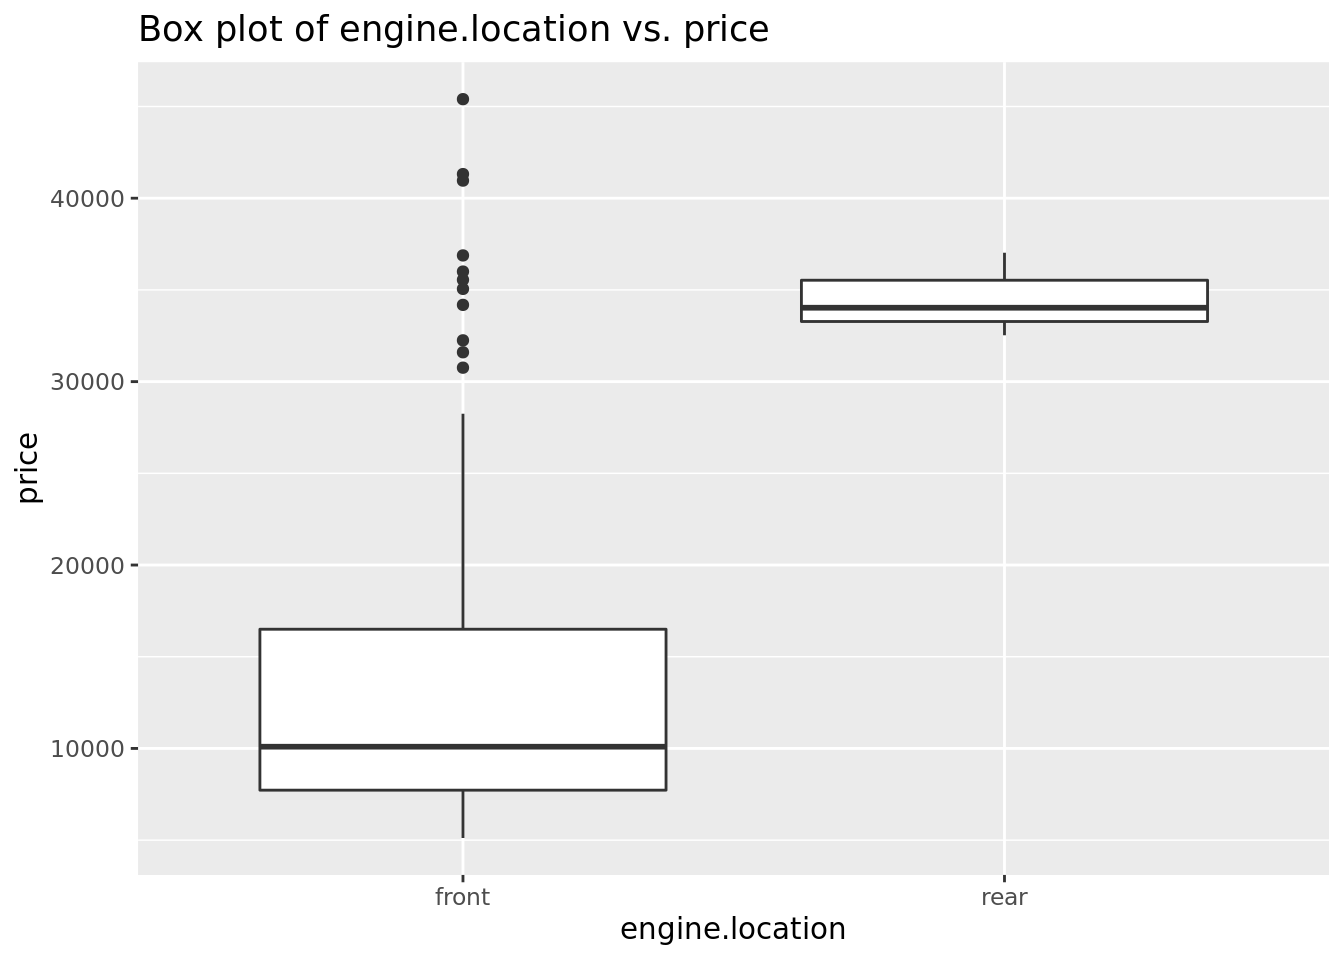 Box plot of engine.location vs. price
40000
30000
20000
10000
price
front
rear
engine.location